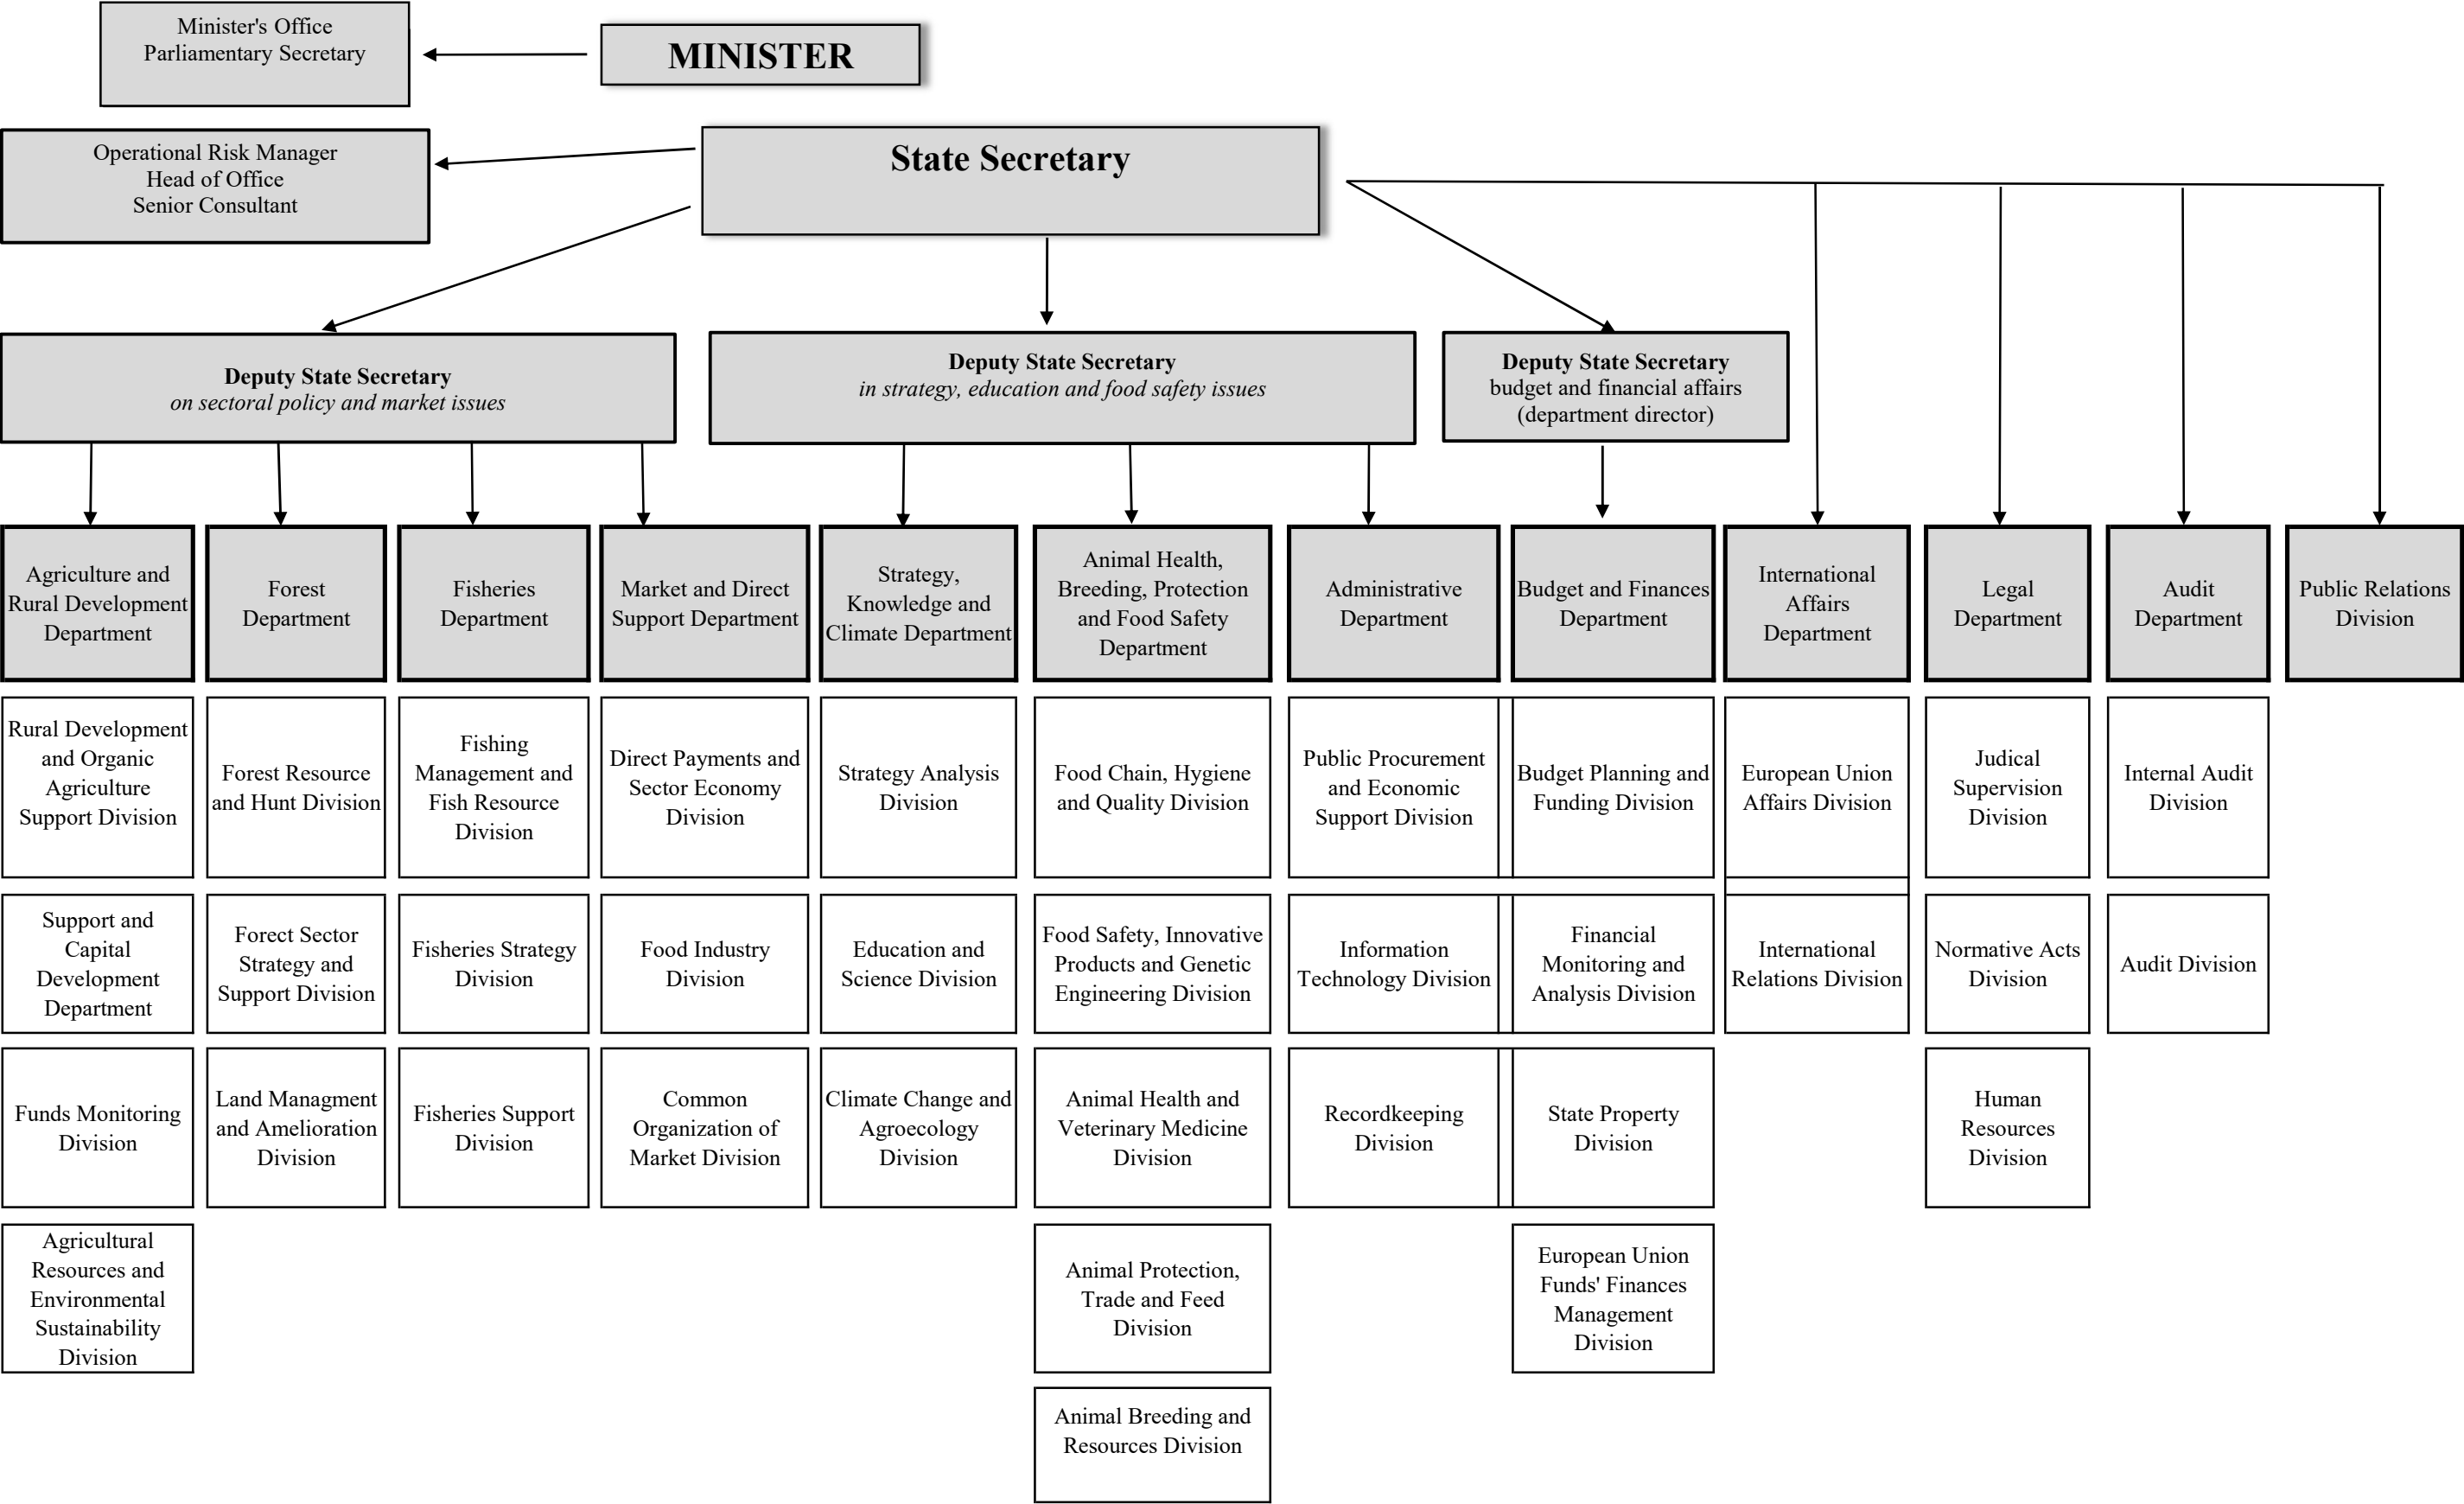 Minister's Office
Parliamentary Secretary
MINISTER
Operational Risk Manager
Head of Office
Senior Consultant
State Secretary
Deputy State Secretary
on sectoral policy and market issues
Deputy State Secretary
in strategy, education and food safety issues
Deputy State Secretary
budget and financial affairs
(department director)
Agriculture and
Rural Development
Department
Forest
Department
Fisheries
Department
Market and Direct
Support Department
Strategy,
Knowledge and
Climate Department
Animal Health,
Breeding, Protection
and Food Safety
Department
Administrative
Department
Budget and Finances
Department
International
Affairs
Department
Legal
Department
Audit
Department
Public Relations
Division
Rural Development
and Organic
Agriculture
Support Division
Forest Resource
and Hunt Division
Fishing
Management and
Fish Resource
Division
Direct Payments and
Sector Economy
Division
Strategy Analysis
Division
Food Chain, Hygiene
and Quality Division
Public Procurement
and Economic
Support Division
Budget Planning and
Funding Division
European Union
Affairs Division
Judical
Supervision
Division
Internal Audit
Division
Support and
Capital
Development
Department
Forect Sector
Strategy and
Support Division
Fisheries Strategy
Division
Food Industry
Division
Education and
Science Division
Food Safety, Innovative
Products and Genetic
Engineering Division
Information
Technology Division
Financial
Monitoring and
Analysis Division
International
Relations Division
Normative Acts
Division
Audit Division
Funds Monitoring
Division
Land Managment
and Amelioration
Division
Fisheries Support
Division
Common
Organization of
Market Division
Climate Change and
Agroecology
Division
Animal Health and
Veterinary Medicine
Division
Recordkeeping
Division
State Property
Division
Human
Resources
Division
Agricultural
Resources and
Environmental
Sustainability
Division
Animal Protection,
Trade and Feed
Division
European Union
Funds' Finances
Management
Division
Animal Breeding and
Resources Division